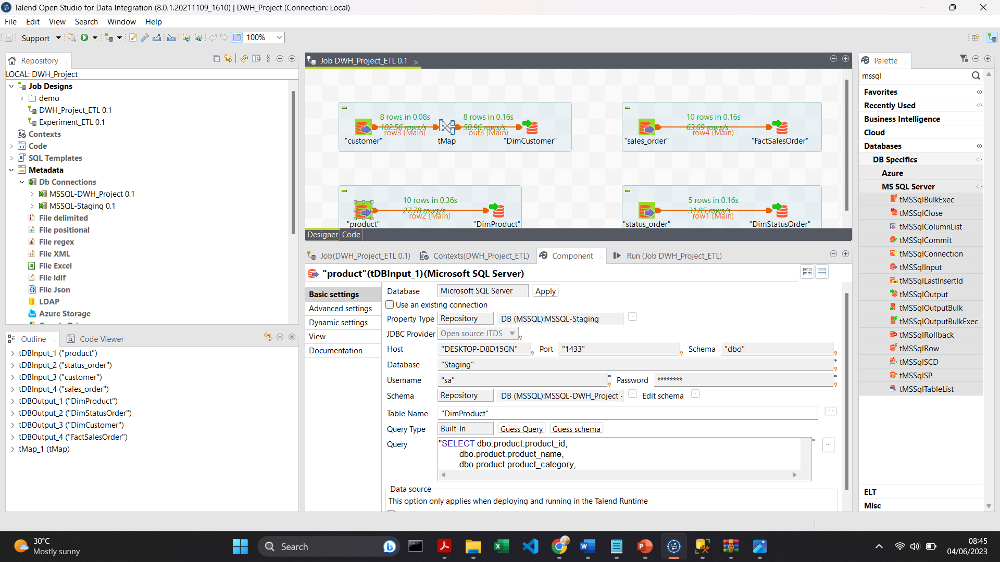 Talend Open Studio for Data Integration (8.0.1.20211109_1610) | DWH_Project (Connection: Local)
File Edit View Search Window Help
Support 100%
Repository
LOCAL: DWH_Project
Job Designs
demo
DWH_Project_ETL 0.1
Experiment_ETL 0.1
Contexts
Code
SQL Templates
Metadata
Db Connections
MSSQL-DWH_Project 0.1
MSSQL-Staging 0.1
File delimited
File positional
File regex
File XML
File Excel
File ldif
File Json
LDAP
Azure Storage
Outline Code Viewer
tDBInput_1 ("product")
tDBInput_2 ("status_order")
tDBInput_3 ("customer")
tDBInput_4 ("sales_order")
tDBOutput_1 ("DimProduct")
tDBOutput_2 ("DimStatusOrder")
tDBOutput_3 ("DimCustomer")
tDBOutput_4 ("FactSalesOrder")
tMap_1 (tMap)
Job DWH_Project_ETL 0.1
8 rows in 0.08s 8 rows in 0.16s
102.56 rows/s 50.96 rows/s
row3 (Main) out3 (Main)
"customer" tMap "DimCustomer"
10 rows in 0.16s
63.69 rows/s
row4 (Main)
"sales_order" "FactSalesOrder"
10 rows in 0.36s
27.78 rows/s
row2 (Main)
"product" "DimProduct"
5 rows in 0.16s
31.85 rows/s
row1 (Main)
"status_order" "DimStatusOrder"
Designer Code
Job(DWH_Project_ETL 0.1) Contexts(DWH_Project_ETL) Component Run (Job DWH_Project_ETL)
"product"(tDBInput_1)(Microsoft SQL Server)
Basic settings
Advanced settings
Dynamic settings
View
Documentation
Database Microsoft SQL Server Apply
Use an existing connection
Property Type Repository DB (MSSQL):MSSQL-Staging
JDBC Provider Open source JTDS
Host "DESKTOP-D8D15GN" Port "1433" Schema "dbo"
Database "Staging"
Username "sa" Password ********
Schema Repository DB (MSSQL):MSSQL-DWH_Project - Edit schema
Table Name "DimProduct"
Query Type Built-In Guess Query Guess schema
Query "SELECT dbo.product.product_id,
dbo.product.product_name,
dbo.product.product_category,
Data source
This option only applies when deploying and running in the Talend Runtime
Palette
mssql
Favorites
Recently Used
Business Intelligence
Cloud
Databases
DB Specifics
Azure
MS SQL Server
tMSSqlBulkExec
tMSSqlClose
tMSSqlColumnList
tMSSqlCommit
tMSSqlConnection
tMSSqlInput
tMSSqlLastInsertId
tMSSqlOutput
tMSSqlOutputBulk
tMSSqlOutputBulkExec
tMSSqlRollback
tMSSqlRow
tMSSqlSCD
tMSSqlSP
tMSSqlTableList
ELT
Misc
30°C
Mostly sunny
Search
08:45
04/06/2023